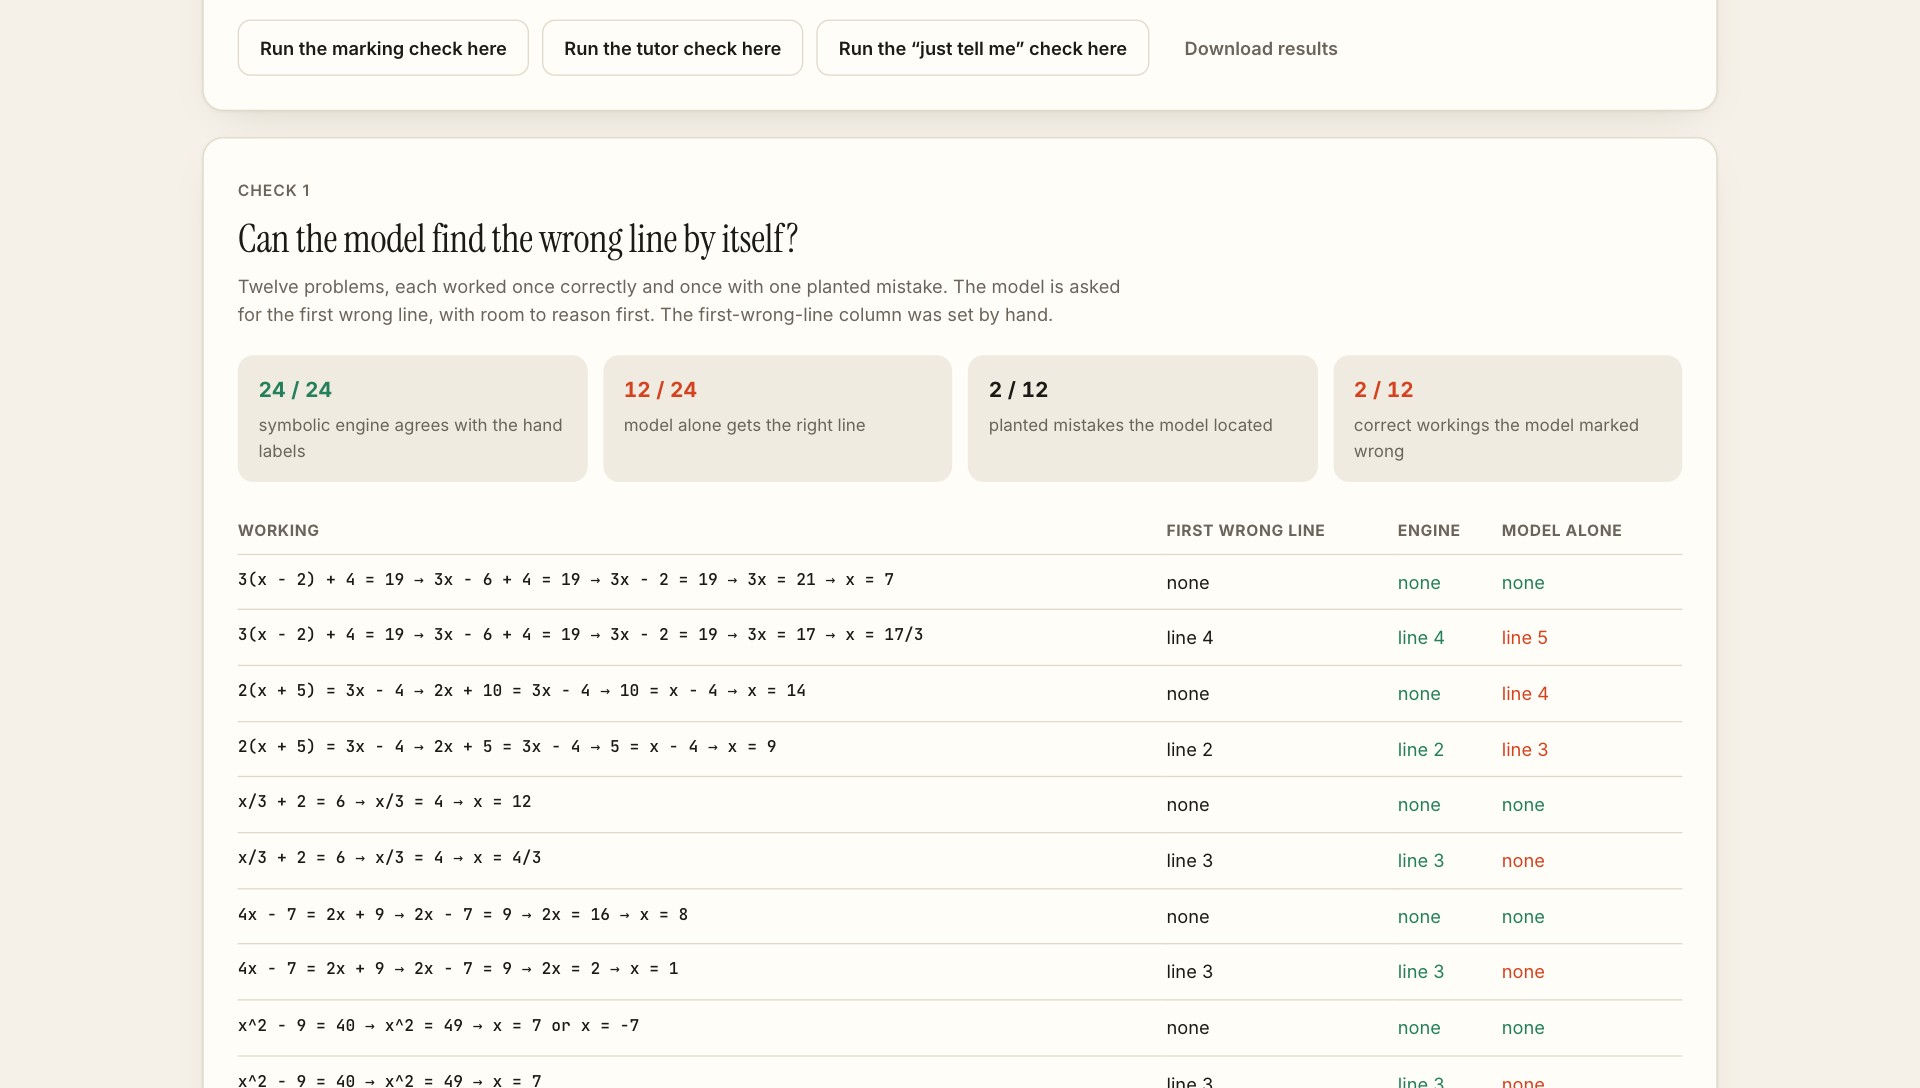 Run the marking check here
Run the tutor check here
Run the “just tell me” check here
Download results
CHECK 1
Can the model find the wrong line by itself?
Twelve problems, each worked once correctly and once with one planted mistake. The model is asked
for the first wrong line, with room to reason first. The first-wrong-line column was set by hand.
24 / 24
symbolic engine agrees with the hand
labels
12 / 24
model alone gets the right line
2 / 12
planted mistakes the model located
2 / 12
correct workings the model marked
wrong
WORKING FIRST WRONG LINE ENGINE MODEL ALONE
3(x - 2) + 4 = 19 → 3x - 6 + 4 = 19 → 3x - 2 = 19 → 3x = 21 → x = 7 none none none
3(x - 2) + 4 = 19 → 3x - 6 + 4 = 19 → 3x - 2 = 19 → 3x = 17 → x = 17/3 line 4 line 4 line 5
2(x + 5) = 3x - 4 → 2x + 10 = 3x - 4 → 10 = x - 4 → x = 14 none none line 4
2(x + 5) = 3x - 4 → 2x + 5 = 3x - 4 → 5 = x - 4 → x = 9 line 2 line 2 line 3
x/3 + 2 = 6 → x/3 = 4 → x = 12 none none none
x/3 + 2 = 6 → x/3 = 4 → x = 4/3 line 3 line 3 none
4x - 7 = 2x + 9 → 2x - 7 = 9 → 2x = 16 → x = 8 none none none
4x - 7 = 2x + 9 → 2x - 7 = 9 → 2x = 2 → x = 1 line 3 line 3 none
x^2 - 9 = 40 → x^2 = 49 → x = 7 or x = -7 none none none
x^2 - 9 = 40 → x^2 = 49 → x = 7 line 3 line 3 none